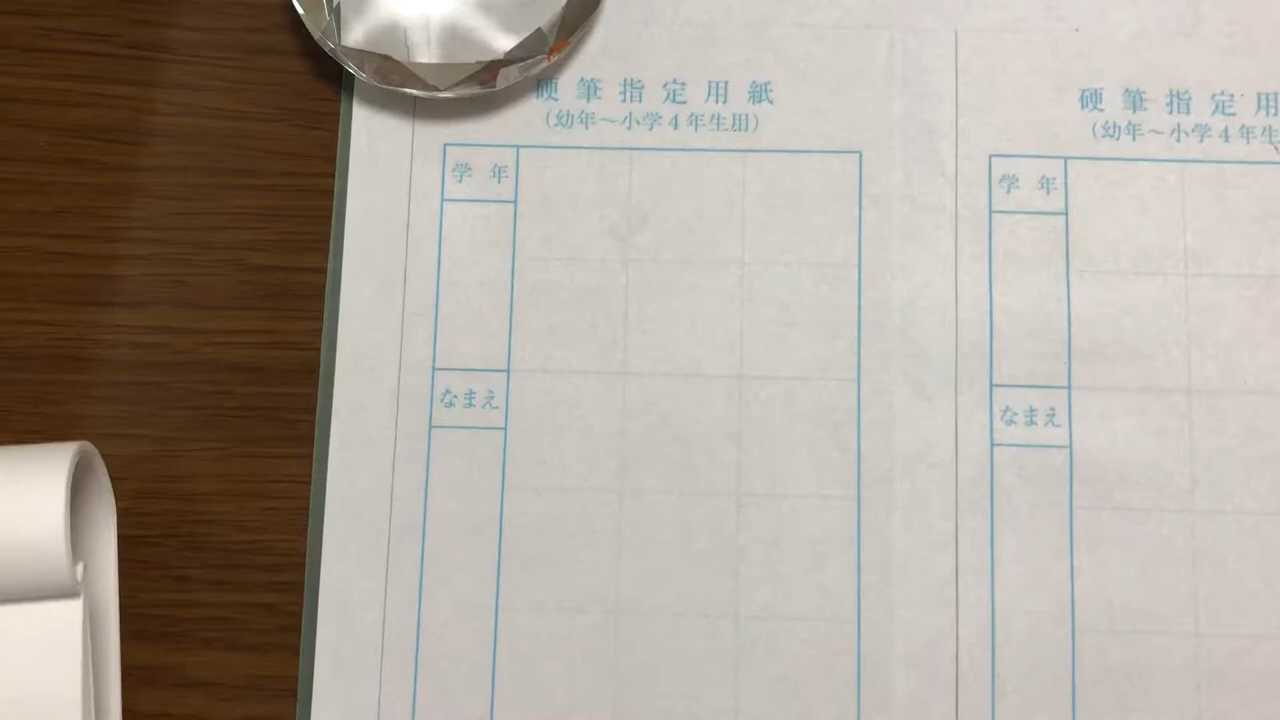 硬筆指定用紙
(幼年～小学4年生用)
学年
なまえ
硬筆指定用
(幼年～小学4年生
学年
なまえ